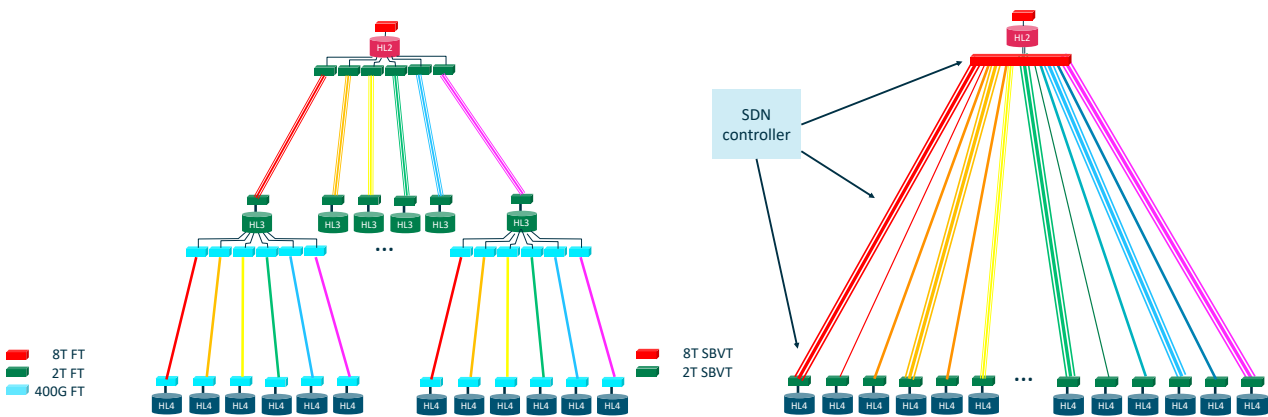 HL2
HL3 HL3 HL3 HL3 HL3 HL3
...
8T FT
2T FT
400G FT
HL4 HL4 HL4 HL4 HL4 HL4 HL4 HL4 HL4 HL4 HL4 HL4
HL2
SDN
controller
8T SBVT
2T SBVT
...
HL4 HL4 HL4 HL4 HL4 HL4 HL4 HL4 HL4 HL4 HL4 HL4